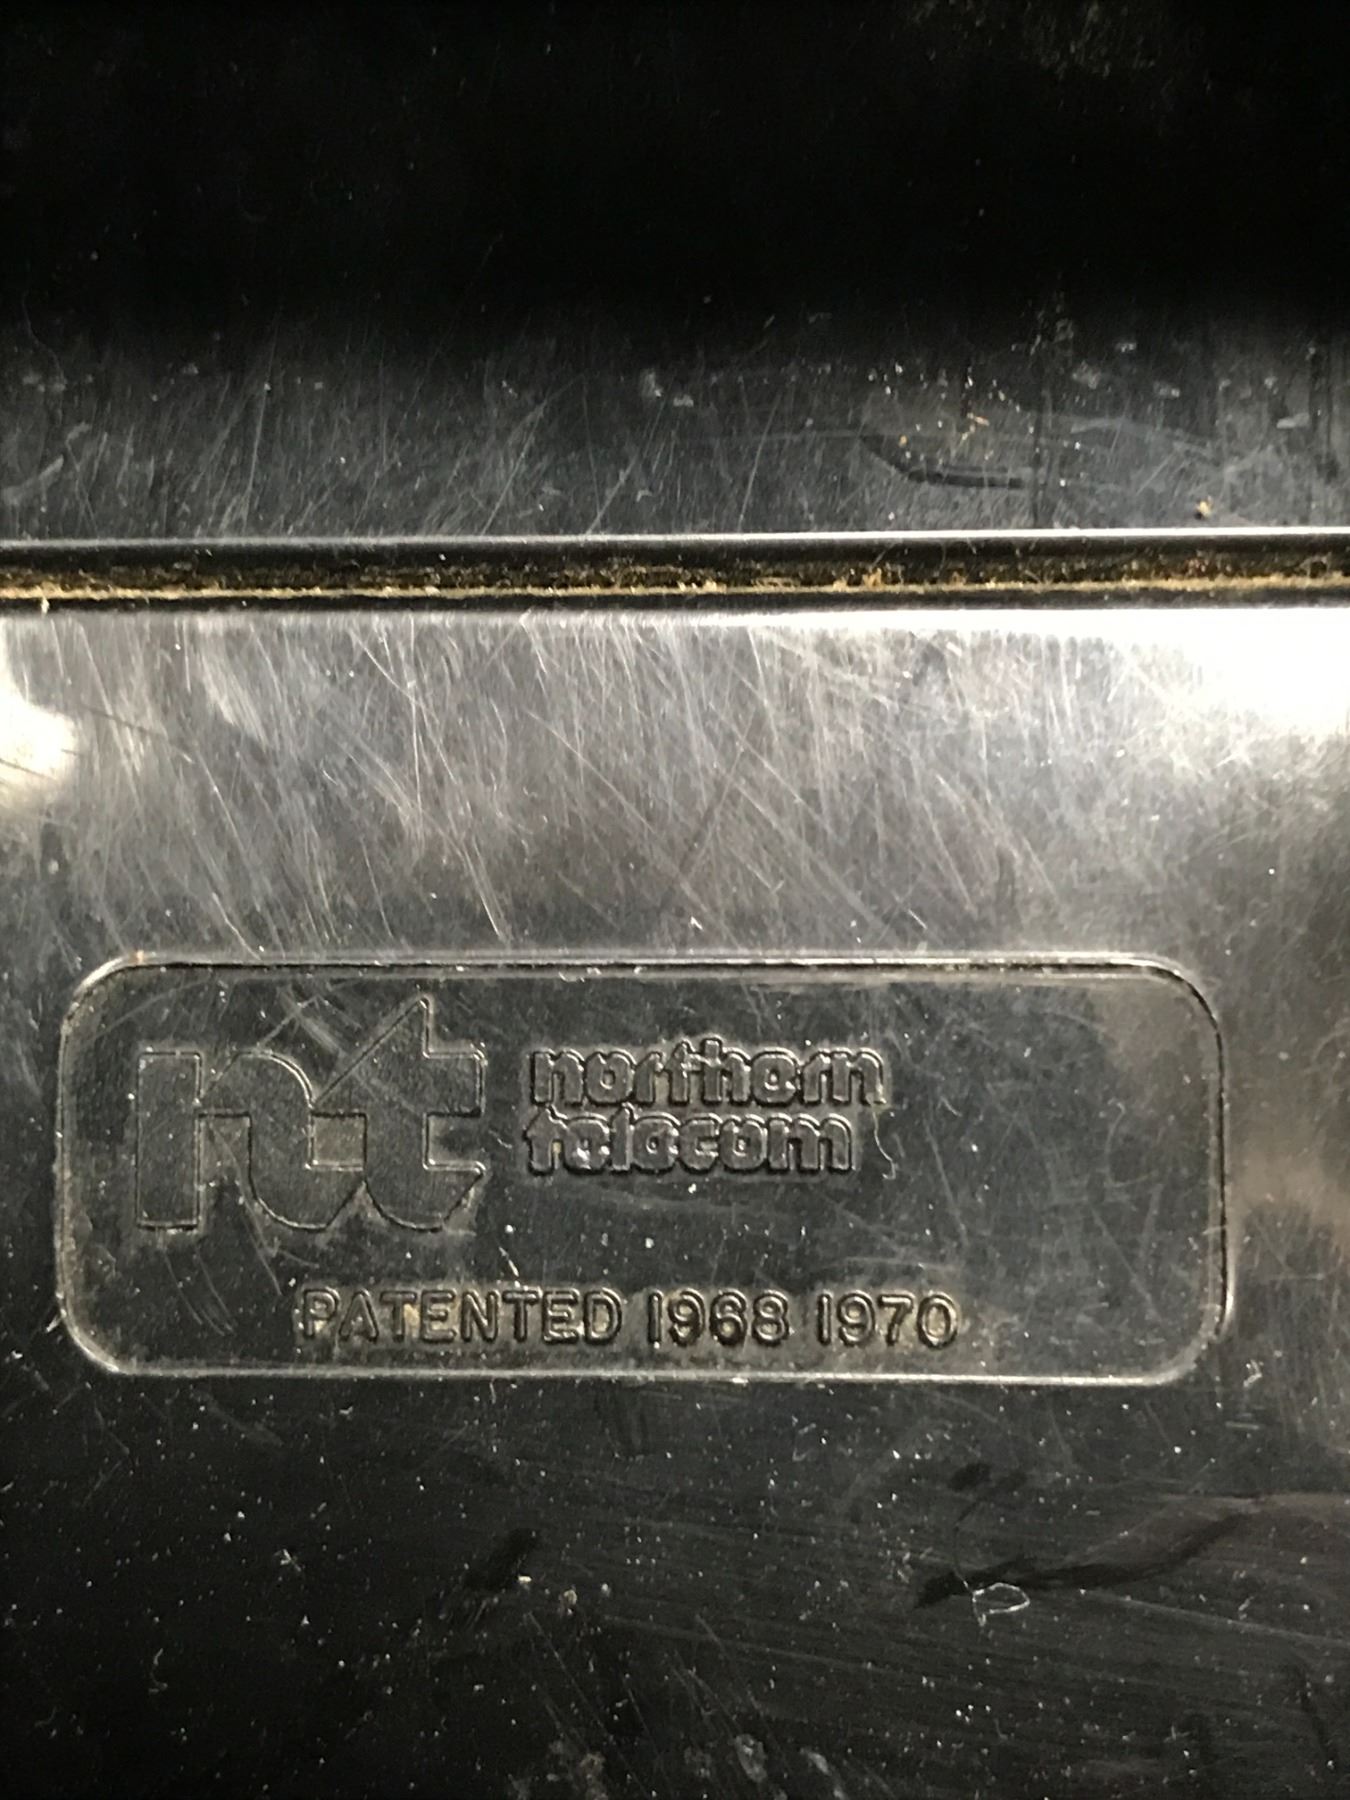 nt
northern
telecom
PATENTED 1968 1970